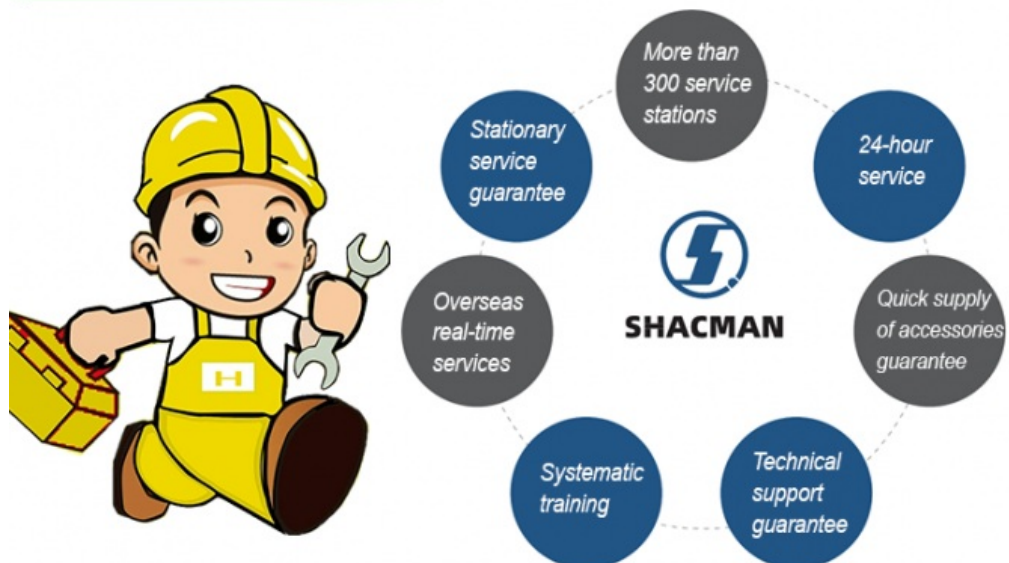 More than
300 service
stations
Stationary
service
guarantee
24-hour
service
Overseas
real-time
services
SHACMAN
Quick supply
of accessories
guarantee
Systematic
training
Technical
support
guarantee
H